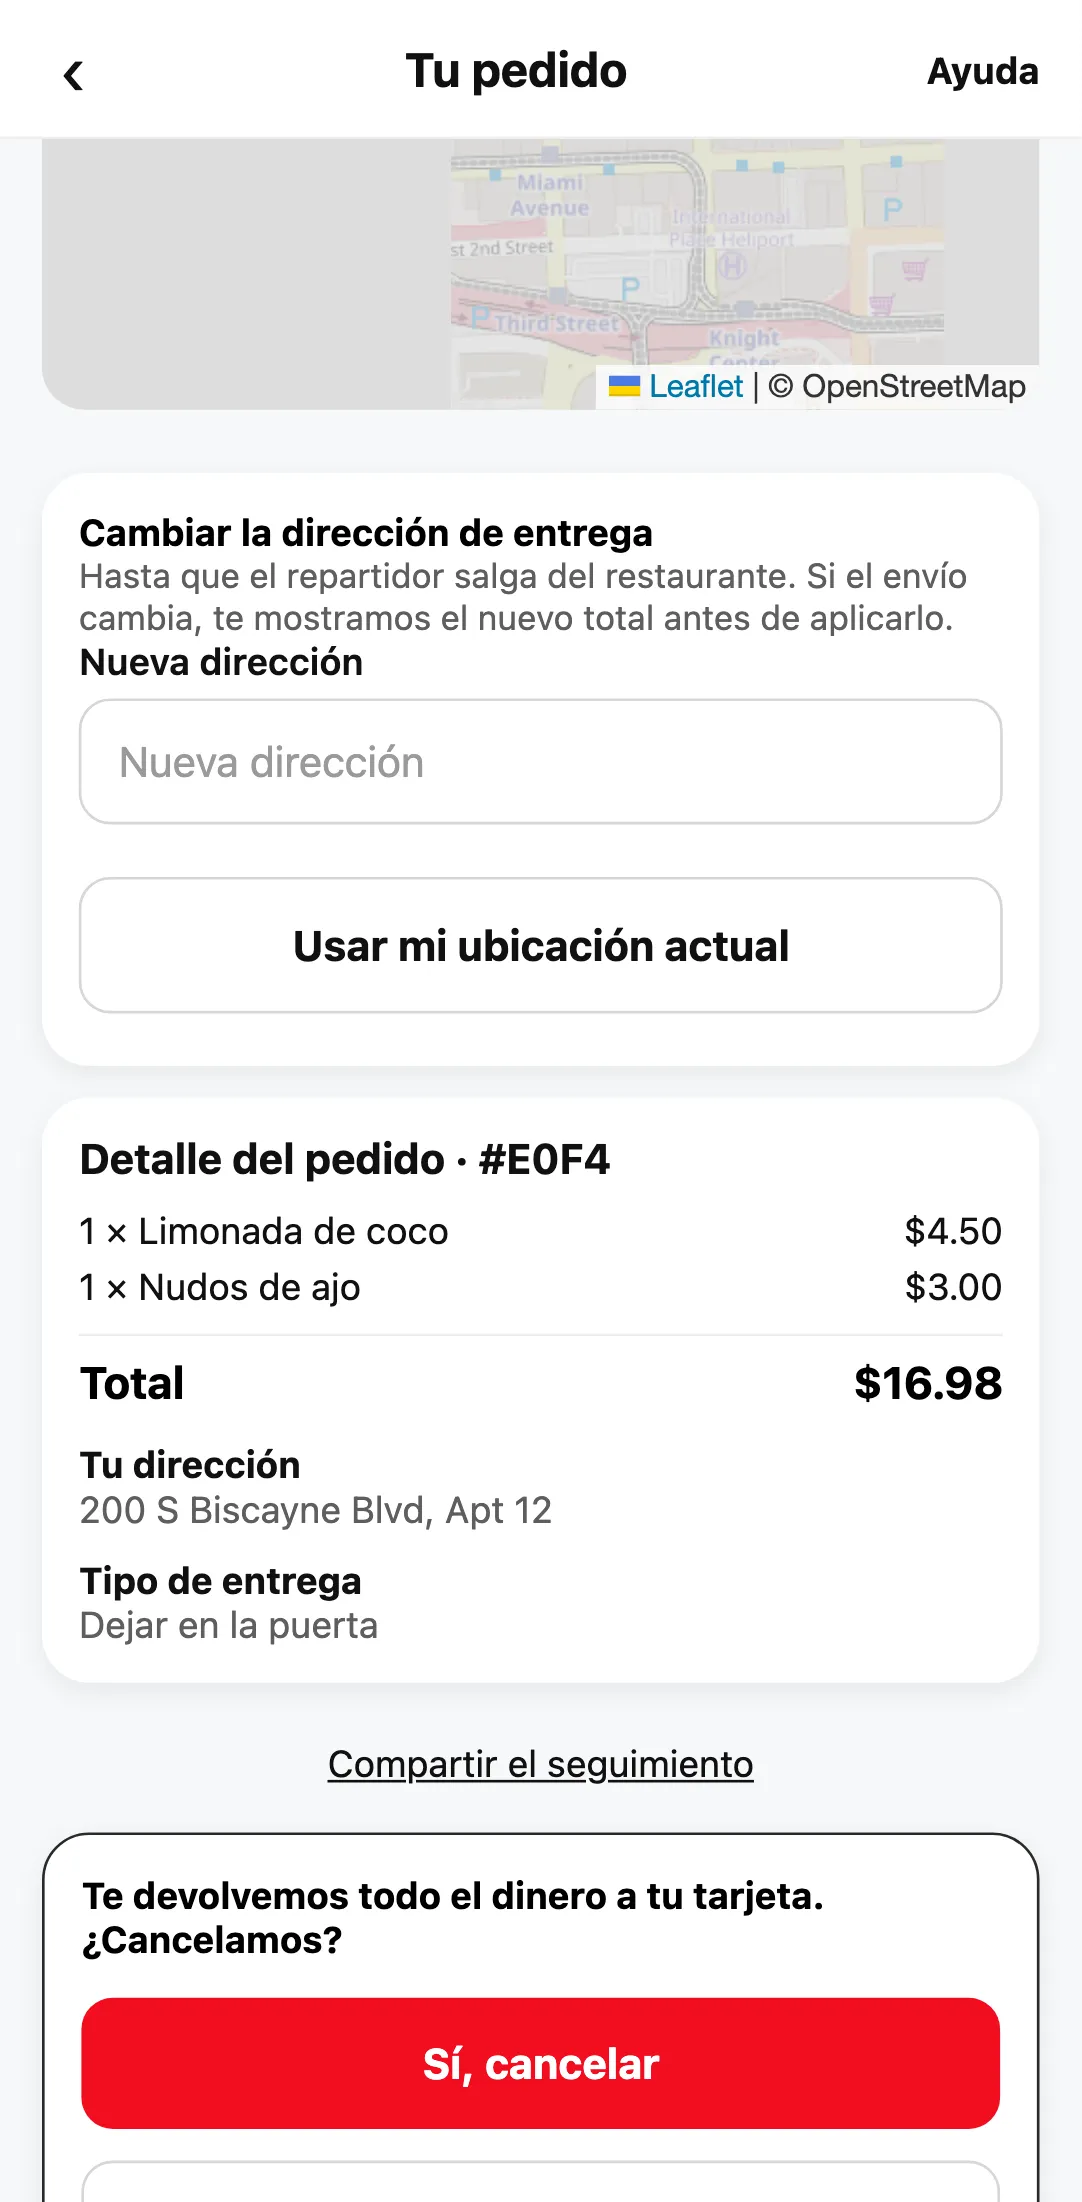 Tu pedido
Ayuda
Miami
Avenue
International
Place Heliport
H
P
st 2nd Street
P
P
Third Street
Knight
Center
Leaflet | © OpenStreetMap
Cambiar la dirección de entrega
Hasta que el repartidor salga del restaurante. Si el envío
cambia, te mostramos el nuevo total antes de aplicarlo.
Nueva dirección
Nueva dirección
Usar mi ubicación actual
Detalle del pedido · #E0F4
1 × Limonada de coco $4.50
1 × Nudos de ajo $3.00
Total $16.98
Tu dirección
200 S Biscayne Blvd, Apt 12
Tipo de entrega
Dejar en la puerta
Compartir el seguimiento
Te devolvemos todo el dinero a tu tarjeta.
¿Cancelamos?
Sí, cancelar